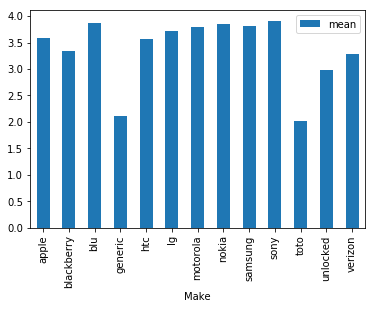 4.0
3.5
3.0
2.5
2.0
1.5
1.0
0.5
0.0
mean
apple
blackberry
blu
generic
htc
lg
motorola
nokia
samsung
sony
toto
unlocked
verizon
Make